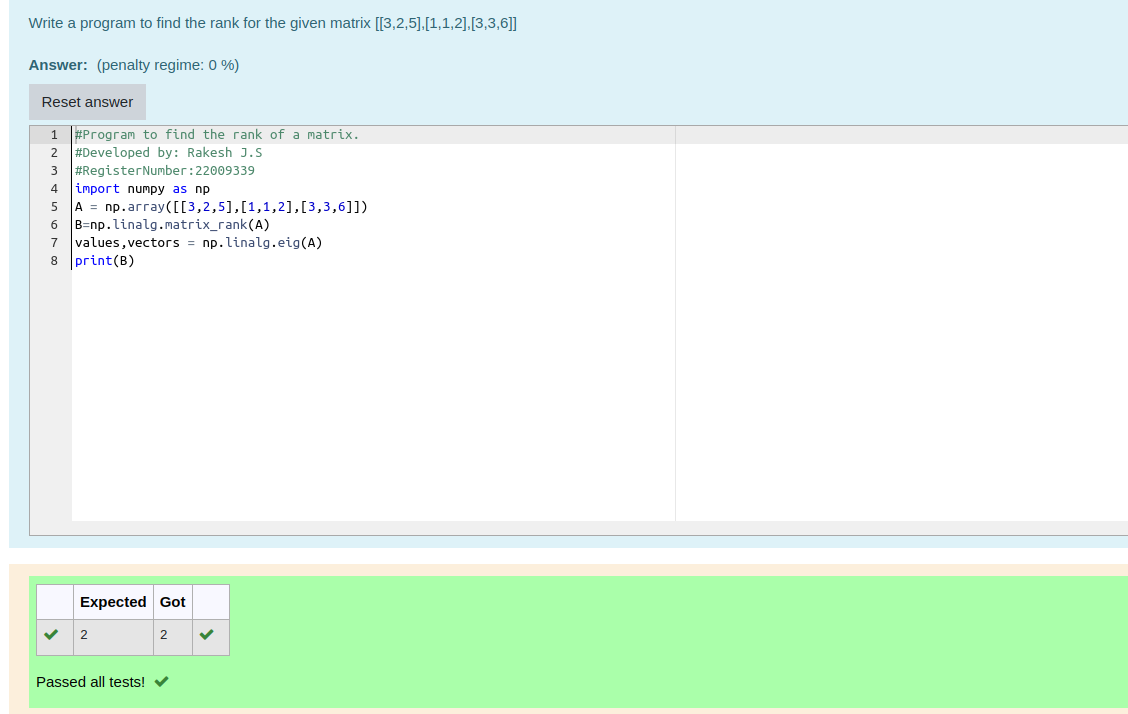 Write a program to find the rank for the given matrix [[3,2,5],[1,1,2],[3,3,6]]
Answer: (penalty regime: 0 %)
Reset answer
1 #Program to find the rank of a matrix.
2 #Developed by: Rakesh J.S
3 #RegisterNumber:22009339
4 import numpy as np
5 A = np.array([[3,2,5],[1,1,2],[3,3,6]])
6 B=np.linalg.matrix_rank(A)
7 values,vectors = np.linalg.eig(A)
8 print(B)
Expected Got
2 2
Passed all tests!